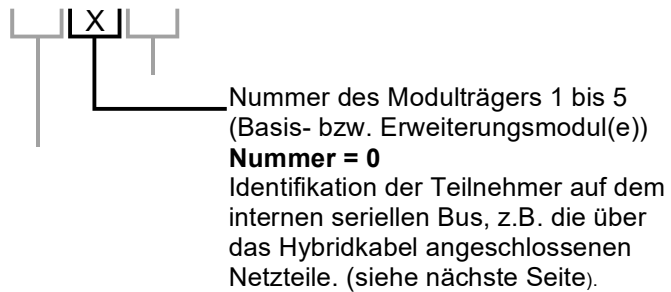 X
Nummer des Modulträgers 1 bis 5
(Basis- bzw. Erweiterungsmodul(e))
Nummer = 0
Identifikation der Teilnehmer auf dem
internen seriellen Bus, z.B. die über
das Hybridkabel angeschlossenen
Netzteile. (siehe nächste Seite).